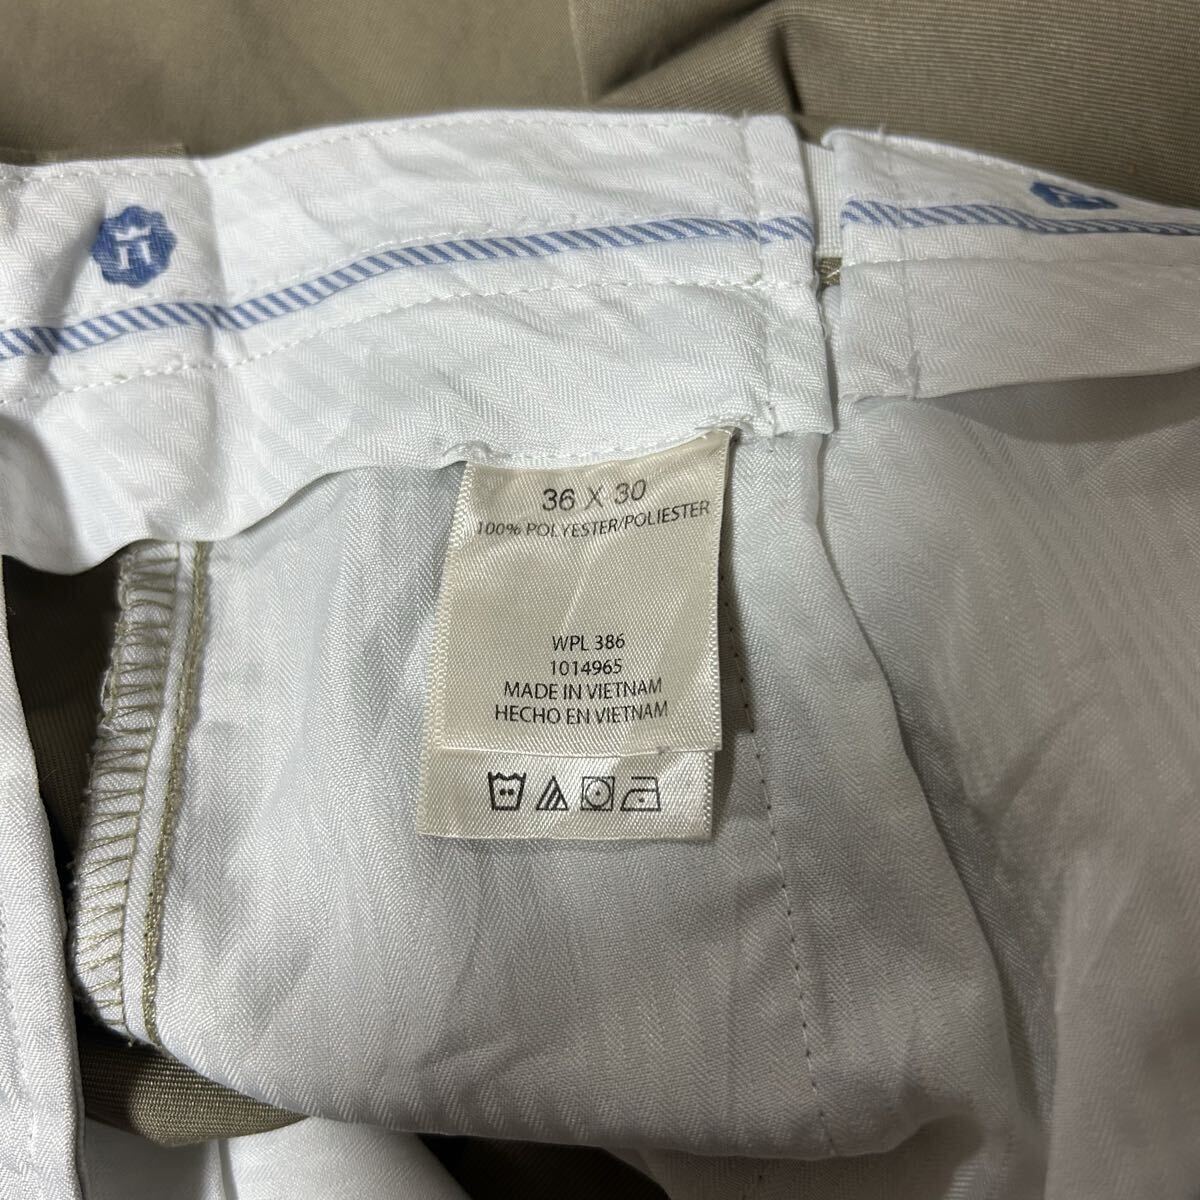 36 X 30
100% POLYESTER/POLIESTER
WPL 386
1014965
MADE IN VIETNAM
HECHO EN VIETNAM